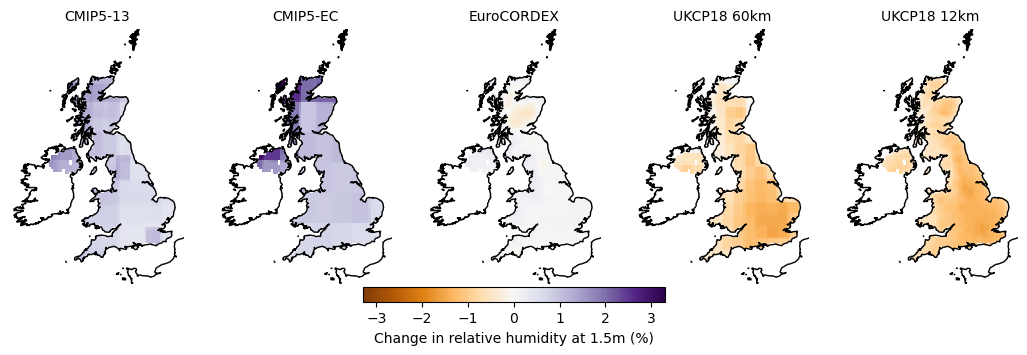 CMIP5-13 CMIP5-EC EuroCORDEX UKCP18 60km UKCP18 12km
−3 −2 −1 0 1 2 3
Change in relative humidity at 1.5m (%)